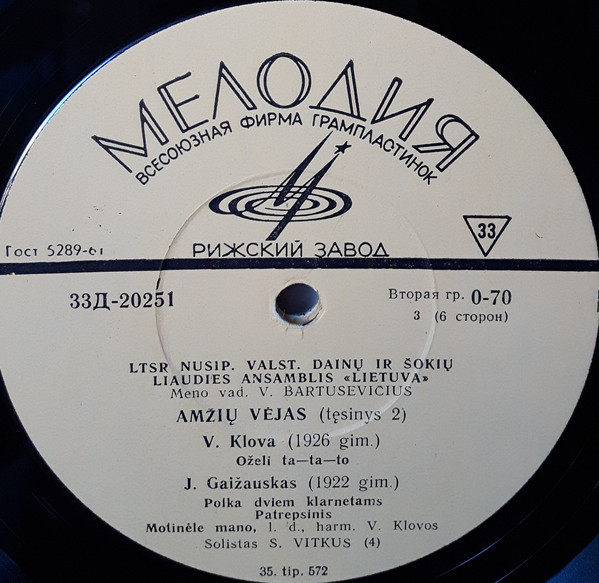 МЕЛОДИЯ
ВСЕСОЮЗНАЯ ФИРМА ГРАМПЛАСТИНОК
33
РИЖСКИЙ ЗАВОД
Гост 5289-61
33Д-20251
Вторая гр. 0-70
3 (6 сторон)
LTSR NUSIP. VALST. DAINŲ IR ŠOKIŲ
LIAUDIES ANSAMBLIS «LIETUVA»
Meno vad. V. BARTUSEVIČIUS
AMŽIŲ VĖJAS (tęsinys 2)
V. Klova (1926 gim.)
Oželi ta—ta—to
J. Gaižauskas (1922 gim.)
Polka dviem klarnetams
Patrepsinis
Motinėle mano, l. d., harm. V. Klovos
Solistas S. VITKUS (4)
35. tip. 572